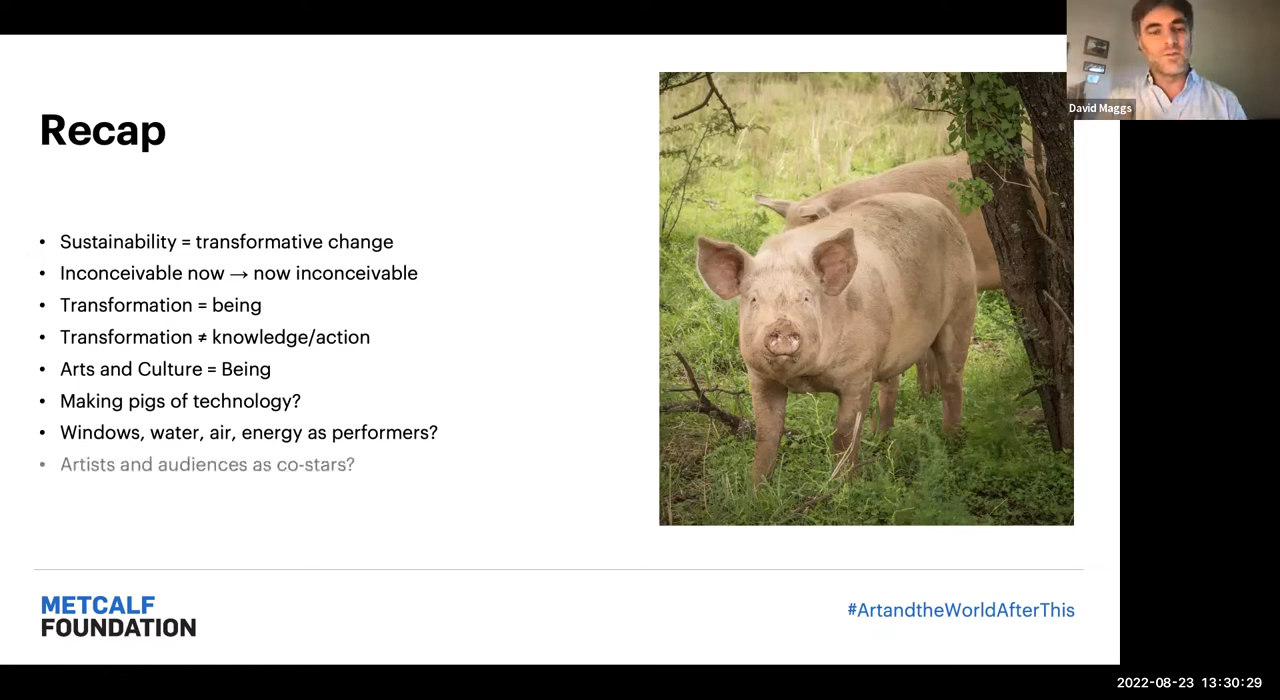 David Maggs
Recap
• Sustainability = transformative change
• Inconceivable now → now inconceivable
• Transformation = being
• Transformation ≠ knowledge/action
• Arts and Culture = Being
• Making pigs of technology?
• Windows, water, air, energy as performers?
• Artists and audiences as co-stars?
METCALF
FOUNDATION
#ArtandtheWorldAfterThis
2022-08-23 13:30:29